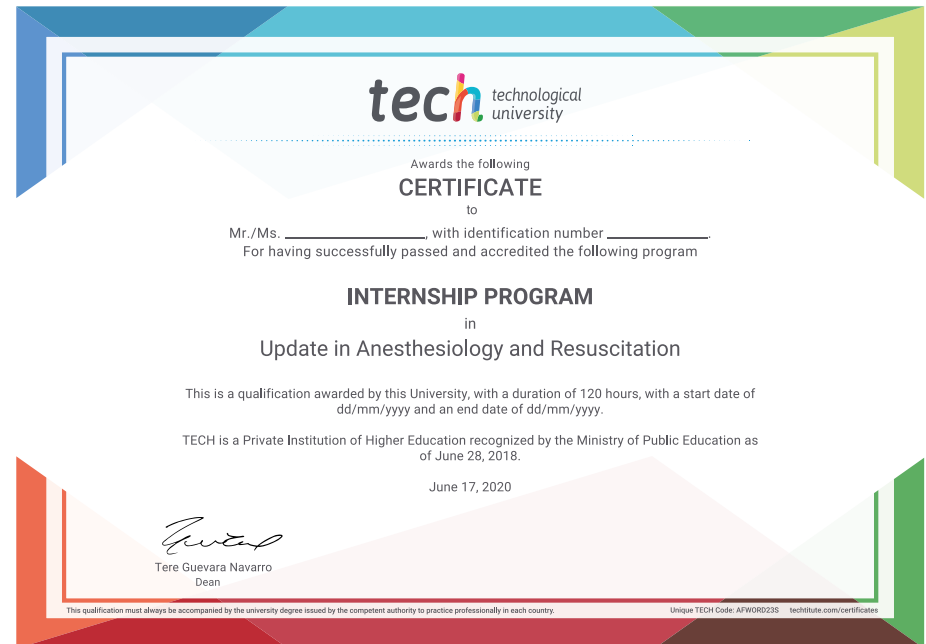 tech technological
university
Awards the following
CERTIFICATE
to
Mr./Ms. ____________________, with identification number ______________.
For having successfully passed and accredited the following program
INTERNSHIP PROGRAM
in
Update in Anesthesiology and Resuscitation
This is a qualification awarded by this University, with a duration of 120 hours, with a start date of
dd/mm/yyyy and an end date of dd/mm/yyyy.
TECH is a Private Institution of Higher Education recognized by the Ministry of Public Education as
of June 28, 2018.
June 17, 2020
Tere Guevara Navarro
Dean
This qualification must always be accompanied by the university degree issued by the competent authority to practice professionally in each country.
Unique TECH Code: AFWORD23S techtitute.com/certificates